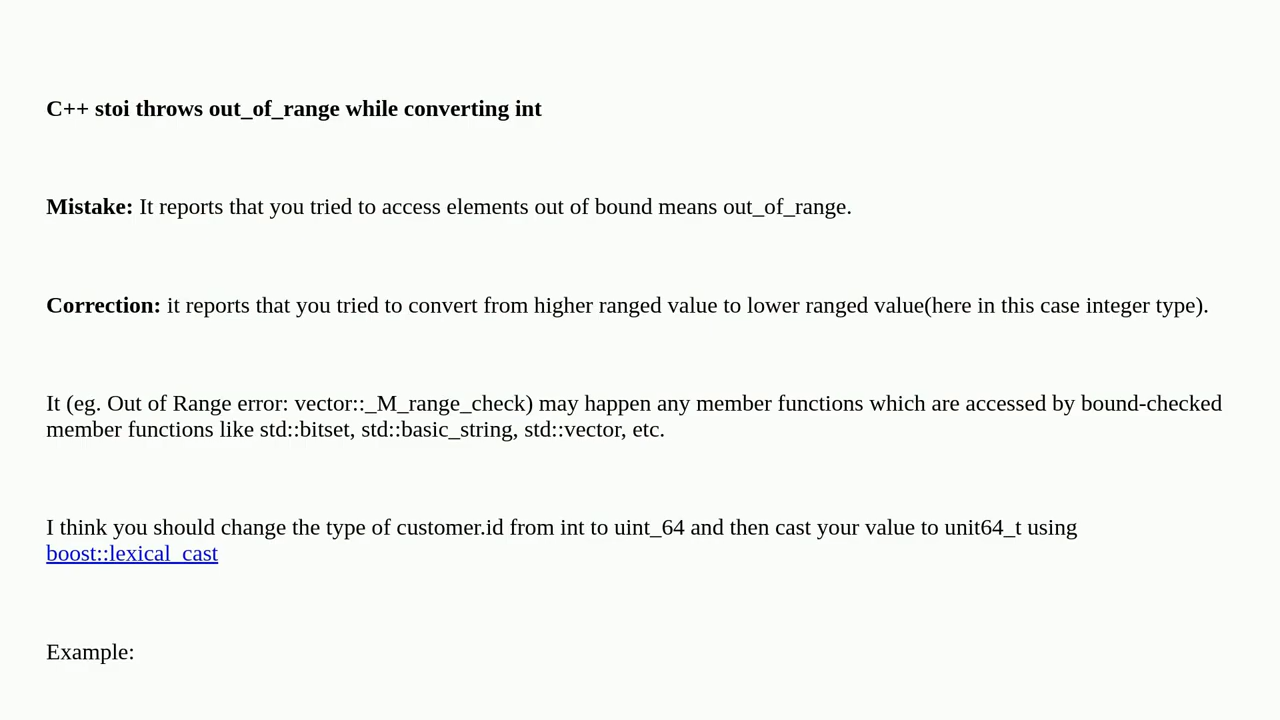 C++ stoi throws out_of_range while converting int
Mistake: It reports that you tried to access elements out of bound means out_of_range.
Correction: it reports that you tried to convert from higher ranged value to lower ranged value(here in this case integer type).
It (eg. Out of Range error: vector::_M_range_check) may happen any member functions which are accessed by bound-checked
member functions like std::bitset, std::basic_string, std::vector, etc.
I think you should change the type of customer.id from int to uint_64 and then cast your value to unit64_t using
boost::lexical_cast
Example: